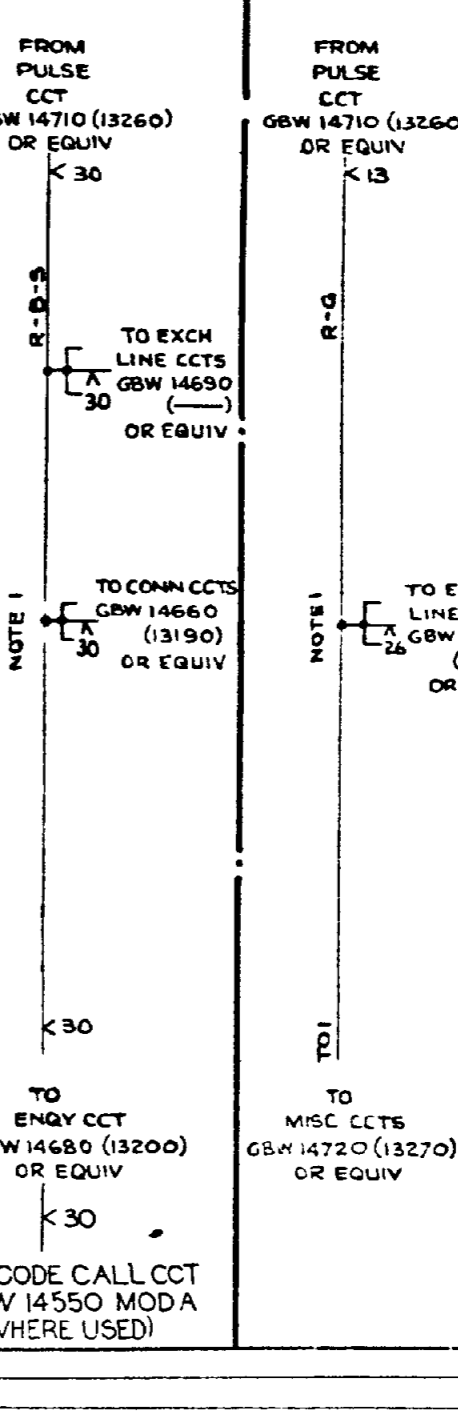 FROM
PULSE
CCT
GBW 14710 (13260)
OR EQUIV
30
R-B-S
TO EXCH
LINE CCTS
GBW 14690
(——)
OR EQUIV
30
NOTE 1
TO CONN CCTS
GBW 14660
(13190)
OR EQUIV
30
30
TO
ENQY CCT
W 14680 (13200)
OR EQUIV
30
CODE CALL CCT
14550 MOD A
WHERE USED)
FROM
PULSE
CCT
GBW 14710 (13260
OR EQUIV
13
R-G
NOTE 1
TO E
LINE
GBW
(
OR
26
TO1
TO
MISC CCTS
GBW 14720 (13270)
OR EQUIV